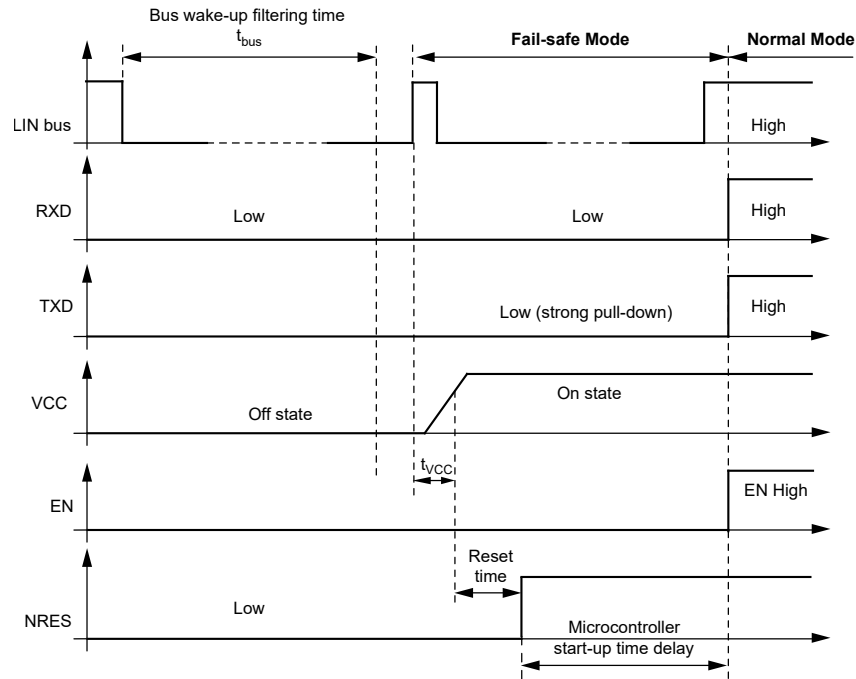 Bus wake-up filtering time
tbus
Fail-safe Mode
Normal Mode
LIN bus
High
RXD
Low
Low
High
TXD
Low (strong pull-down)
High
VCC
Off state
On state
tVCC
EN
EN High
Reset
time
NRES
Low
Microcontroller
start-up time delay